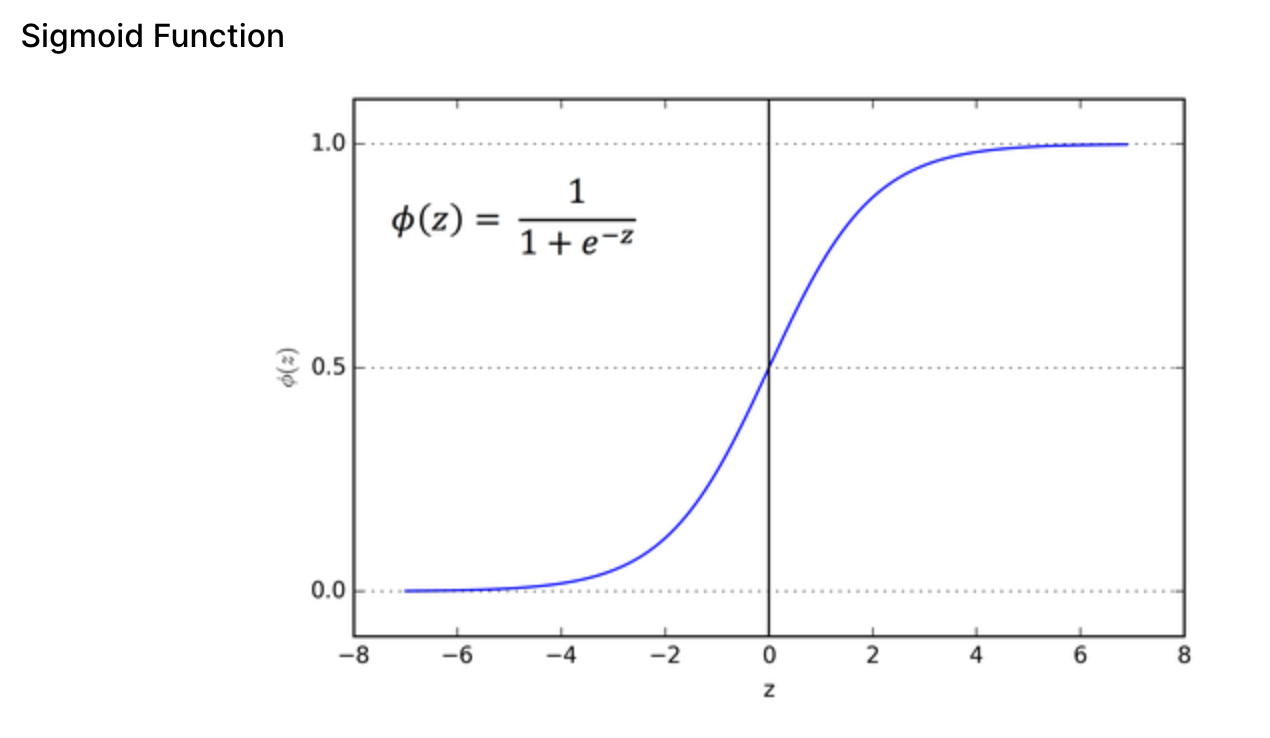 Sigmoid Function
1.0
ϕ(z) = 1 / (1 + e^−z)
ϕ(z)
0.5
0.0
−8 −6 −4 −2 0 2 4 6 8
z